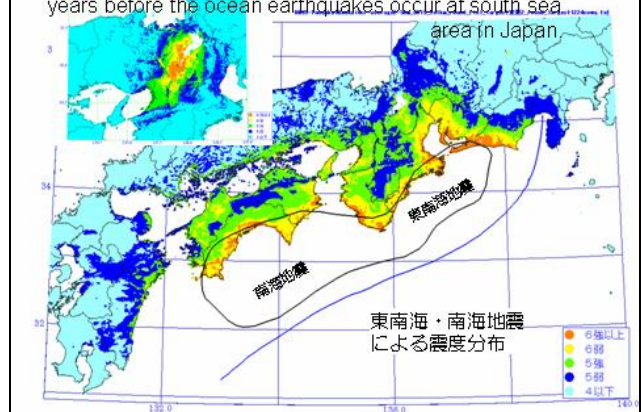 years before the ocean earthquakes occur at south sea
area in Japan
34
東南海地震
南海地震
東南海・南海地震
による震度分布
32
6強以上
6弱
5強
5弱
4以下
132.0
136.0
140.0